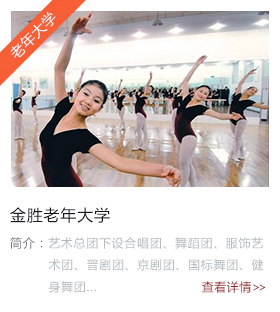 老年大学
金胜老年大学
简介：艺术总团下设合唱团、舞蹈团、服饰艺
术团、晋剧团、京剧团、国标舞团、健
身舞团...
查看详情>>